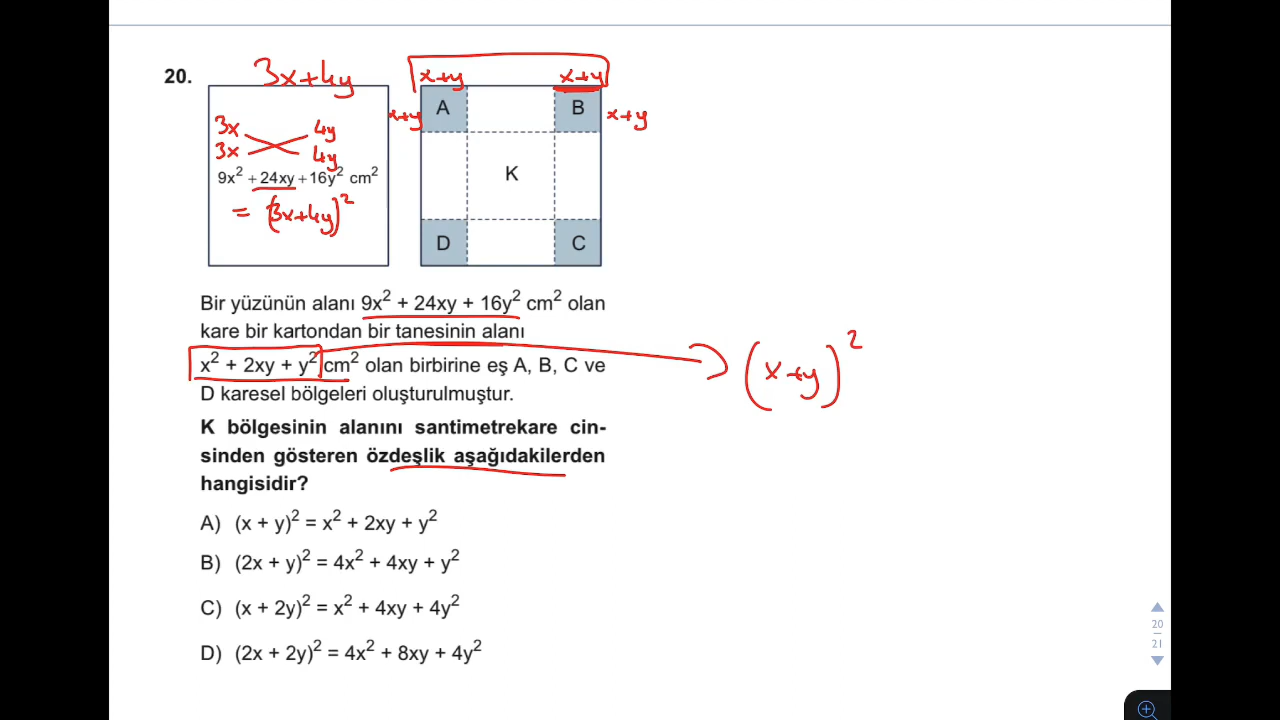 20.
3x+4y
x+y
x+y
A
B
x+y
x+y
3x
4y
3x
4y
9x² + 24xy + 16y² cm²
= (3x+4y)²
K
D
C
Bir yüzünün alanı 9x² + 24xy + 16y² cm² olan
kare bir kartondan bir tanesinin alanı
x² + 2xy + y² cm² olan birbirine eş A, B, C ve
D karesel bölgeleri oluşturulmuştur.
(x+y)²
K bölgesinin alanını santimetrekare cin-
sinden gösteren özdeşlik aşağıdakilerden
hangisidir?
A) (x + y)² = x² + 2xy + y²
B) (2x + y)² = 4x² + 4xy + y²
C) (x + 2y)² = x² + 4xy + 4y²
D) (2x + 2y)² = 4x² + 8xy + 4y²
20
21